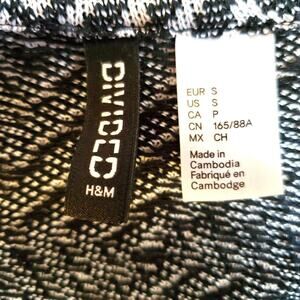 DIVIDED
H&M
EUR S
US S
CA P
CN 165/88A
MX CH
Made in
Cambodia
Fabriqué en
Cambodge